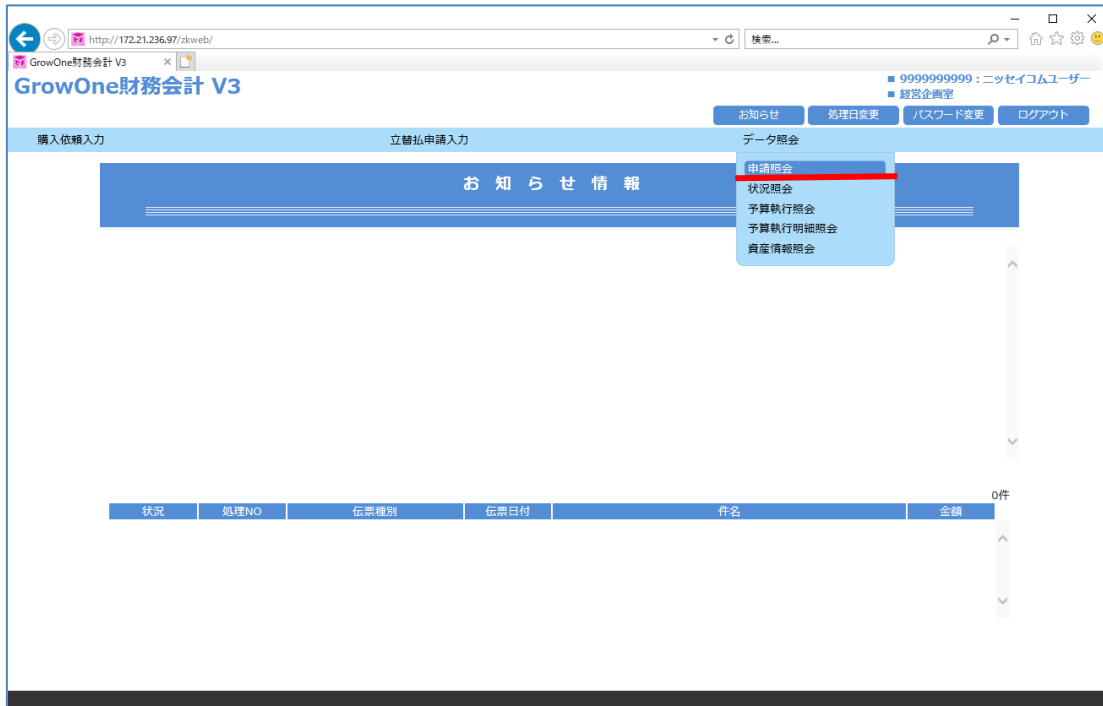 http://172.21.236.97/zkweb/
検索...
GrowOne財務会計 V3
GrowOne財務会計 V3
9999999999：ニッセイコムユーザー
経営企画室
お知らせ 処理日変更 パスワード変更 ログアウト
購入依頼入力 立替払申請入力 データ照会
申請照会
お知らせ情報
状況照会
予算執行照会
予算執行明細照会
資産情報照会
0件
状況 処理NO 伝票種別 伝票日付 件名 金額